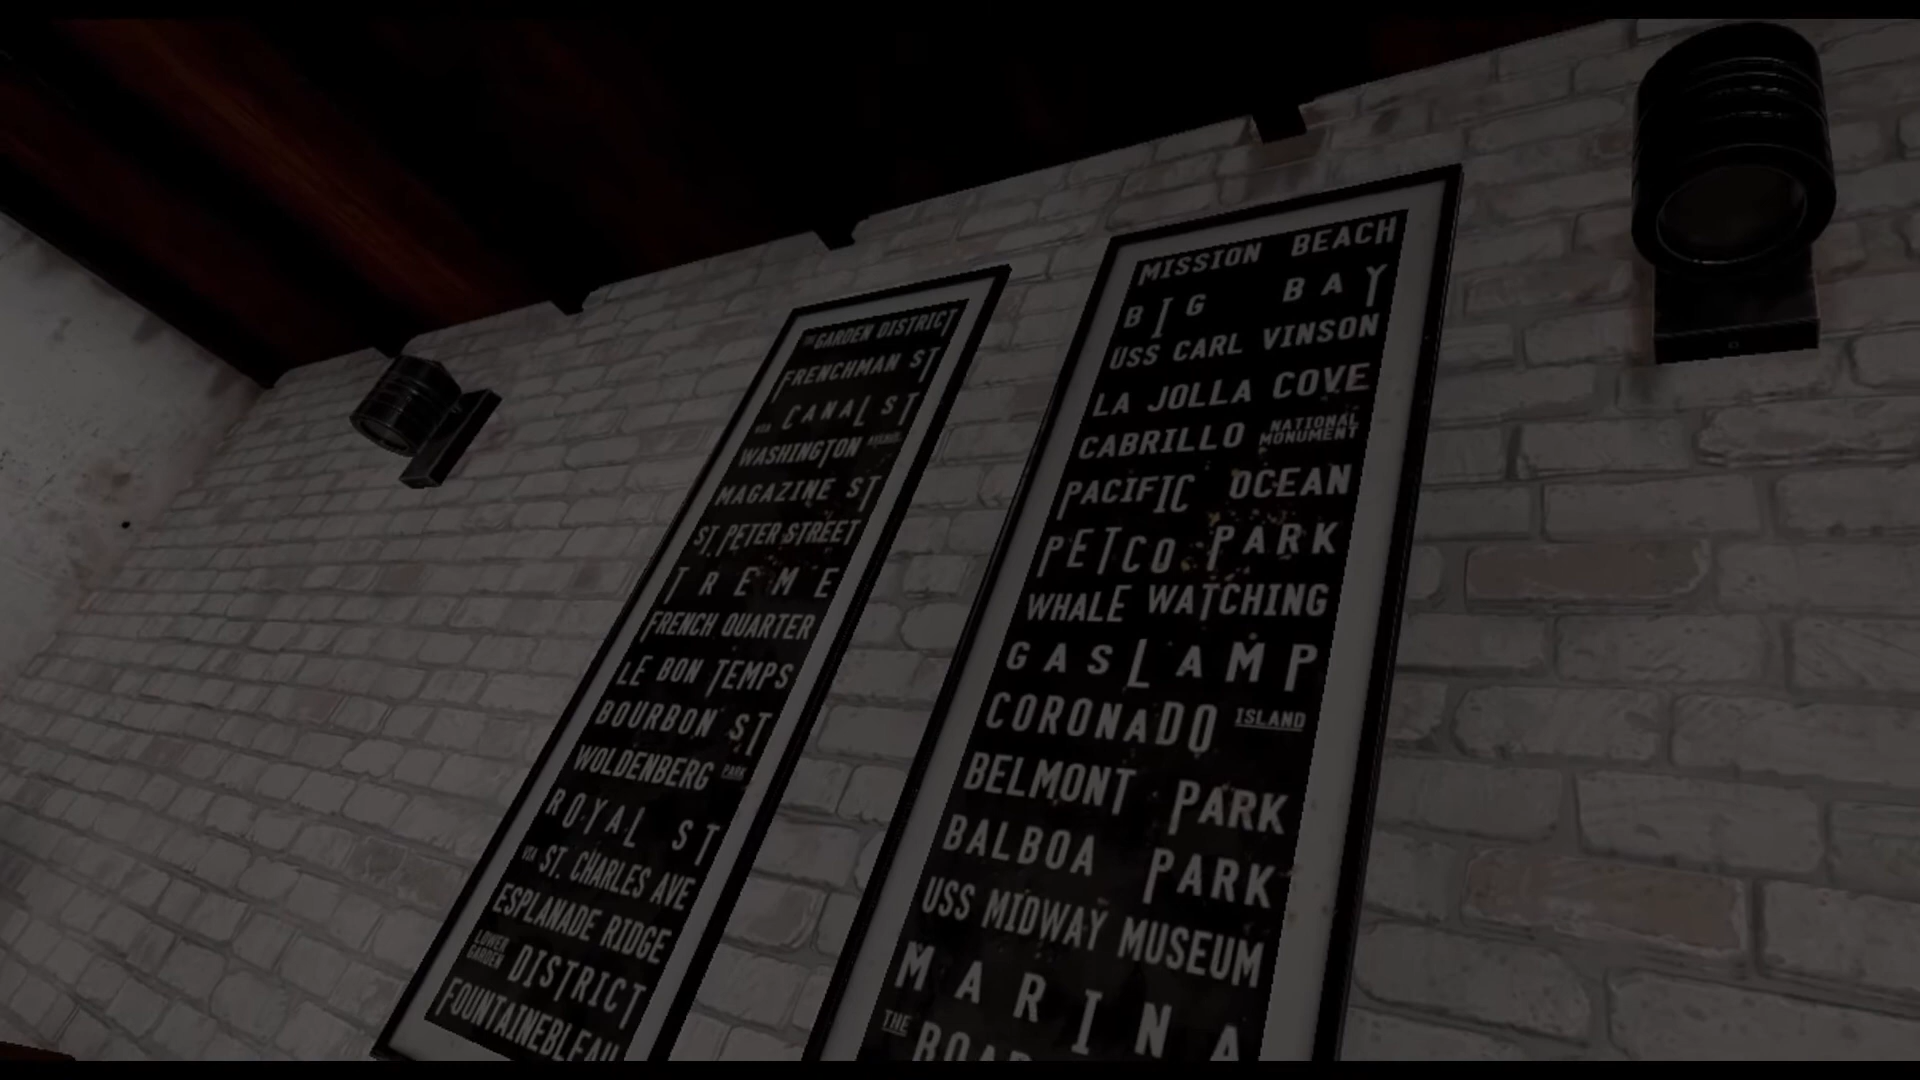 THE GARDEN DISTRICT
FRENCHMAN ST
VIA CANAL ST
WASHINGTON AVENUE
MAGAZINE ST
ST. PETER STREET
TREME
FRENCH QUARTER
LE BON TEMPS
BOURBON ST
WOLDENBERG PARK
ROYAL ST
VIA ST. CHARLES AVE
ESPLANADE RIDGE
LOWER GARDEN DISTRICT
FOUNTAINEBLEAU
MISSION BEACH
BIG BAY
USS CARL VINSON
LA JOLLA COVE
CABRILLO NATIONAL MONUMENT
PACIFIC OCEAN
PETCO PARK
WHALE WATCHING
GASLAMP
CORONADO ISLAND
BELMONT PARK
BALBOA PARK
USS MIDWAY MUSEUM
MARINA
THE